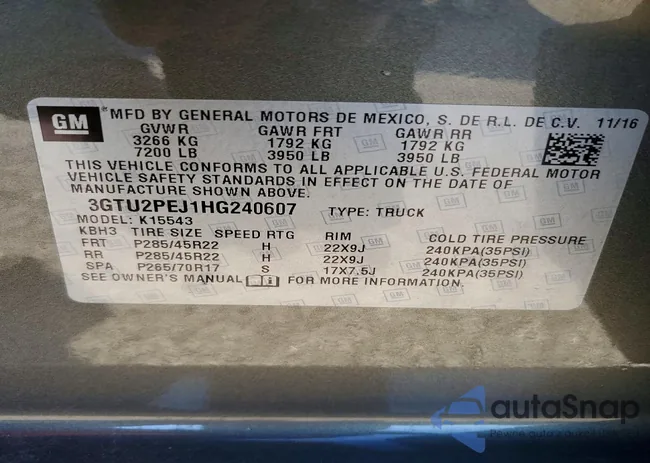 GM
MFD BY GENERAL MOTORS DE MEXICO, S. DE R.L. DE C.V. 11/16
GVWR GAWR FRT GAWR RR
3266 KG 1792 KG 1792 KG
7200 LB 3950 LB 3950 LB
THIS VEHICLE CONFORMS TO ALL APPLICABLE U.S. FEDERAL MOTOR
VEHICLE SAFETY STANDARDS IN EFFECT ON THE DATE OF
MANUFACTURE SHOWN ABOVE.
3GTU2PEJ1HG240607 TYPE: TRUCK
MODEL: K15543
KBH3 TIRE SIZE SPEED RTG RIM COLD TIRE PRESSURE
FRT P285/45R22 H 22X9J 240KPA(35PSI)
RR P285/45R22 H 22X9J 240KPA(35PSI)
SPA P265/70R17 S 17X7.5J 240KPA(35PSI)
SEE OWNER'S MANUAL FOR MORE INFORMATION.
autaSnap
Pewne auta z autosnap